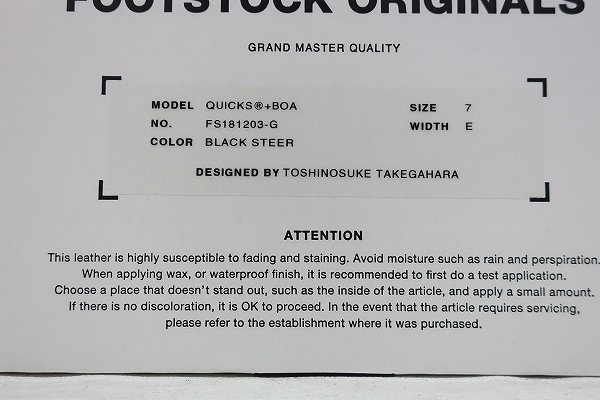 FOOTSTOCK ORIGINALS
GRAND MASTER QUALITY
MODEL QUICKS®+BOA SIZE 7
NO. FS181203-G WIDTH E
COLOR BLACK STEER
DESIGNED BY TOSHINOSUKE TAKEGAHARA
ATTENTION
This leather is highly susceptible to fading and staining. Avoid moisture such as rain and perspiration.
When applying wax, or waterproof finish, it is recommended to first do a test application.
Choose a place that doesn't stand out, such as the inside of the article, and apply a small amount.
If there is no discoloration, it is OK to proceed. In the event that the article requires servicing,
please refer to the establishment where it was purchased.